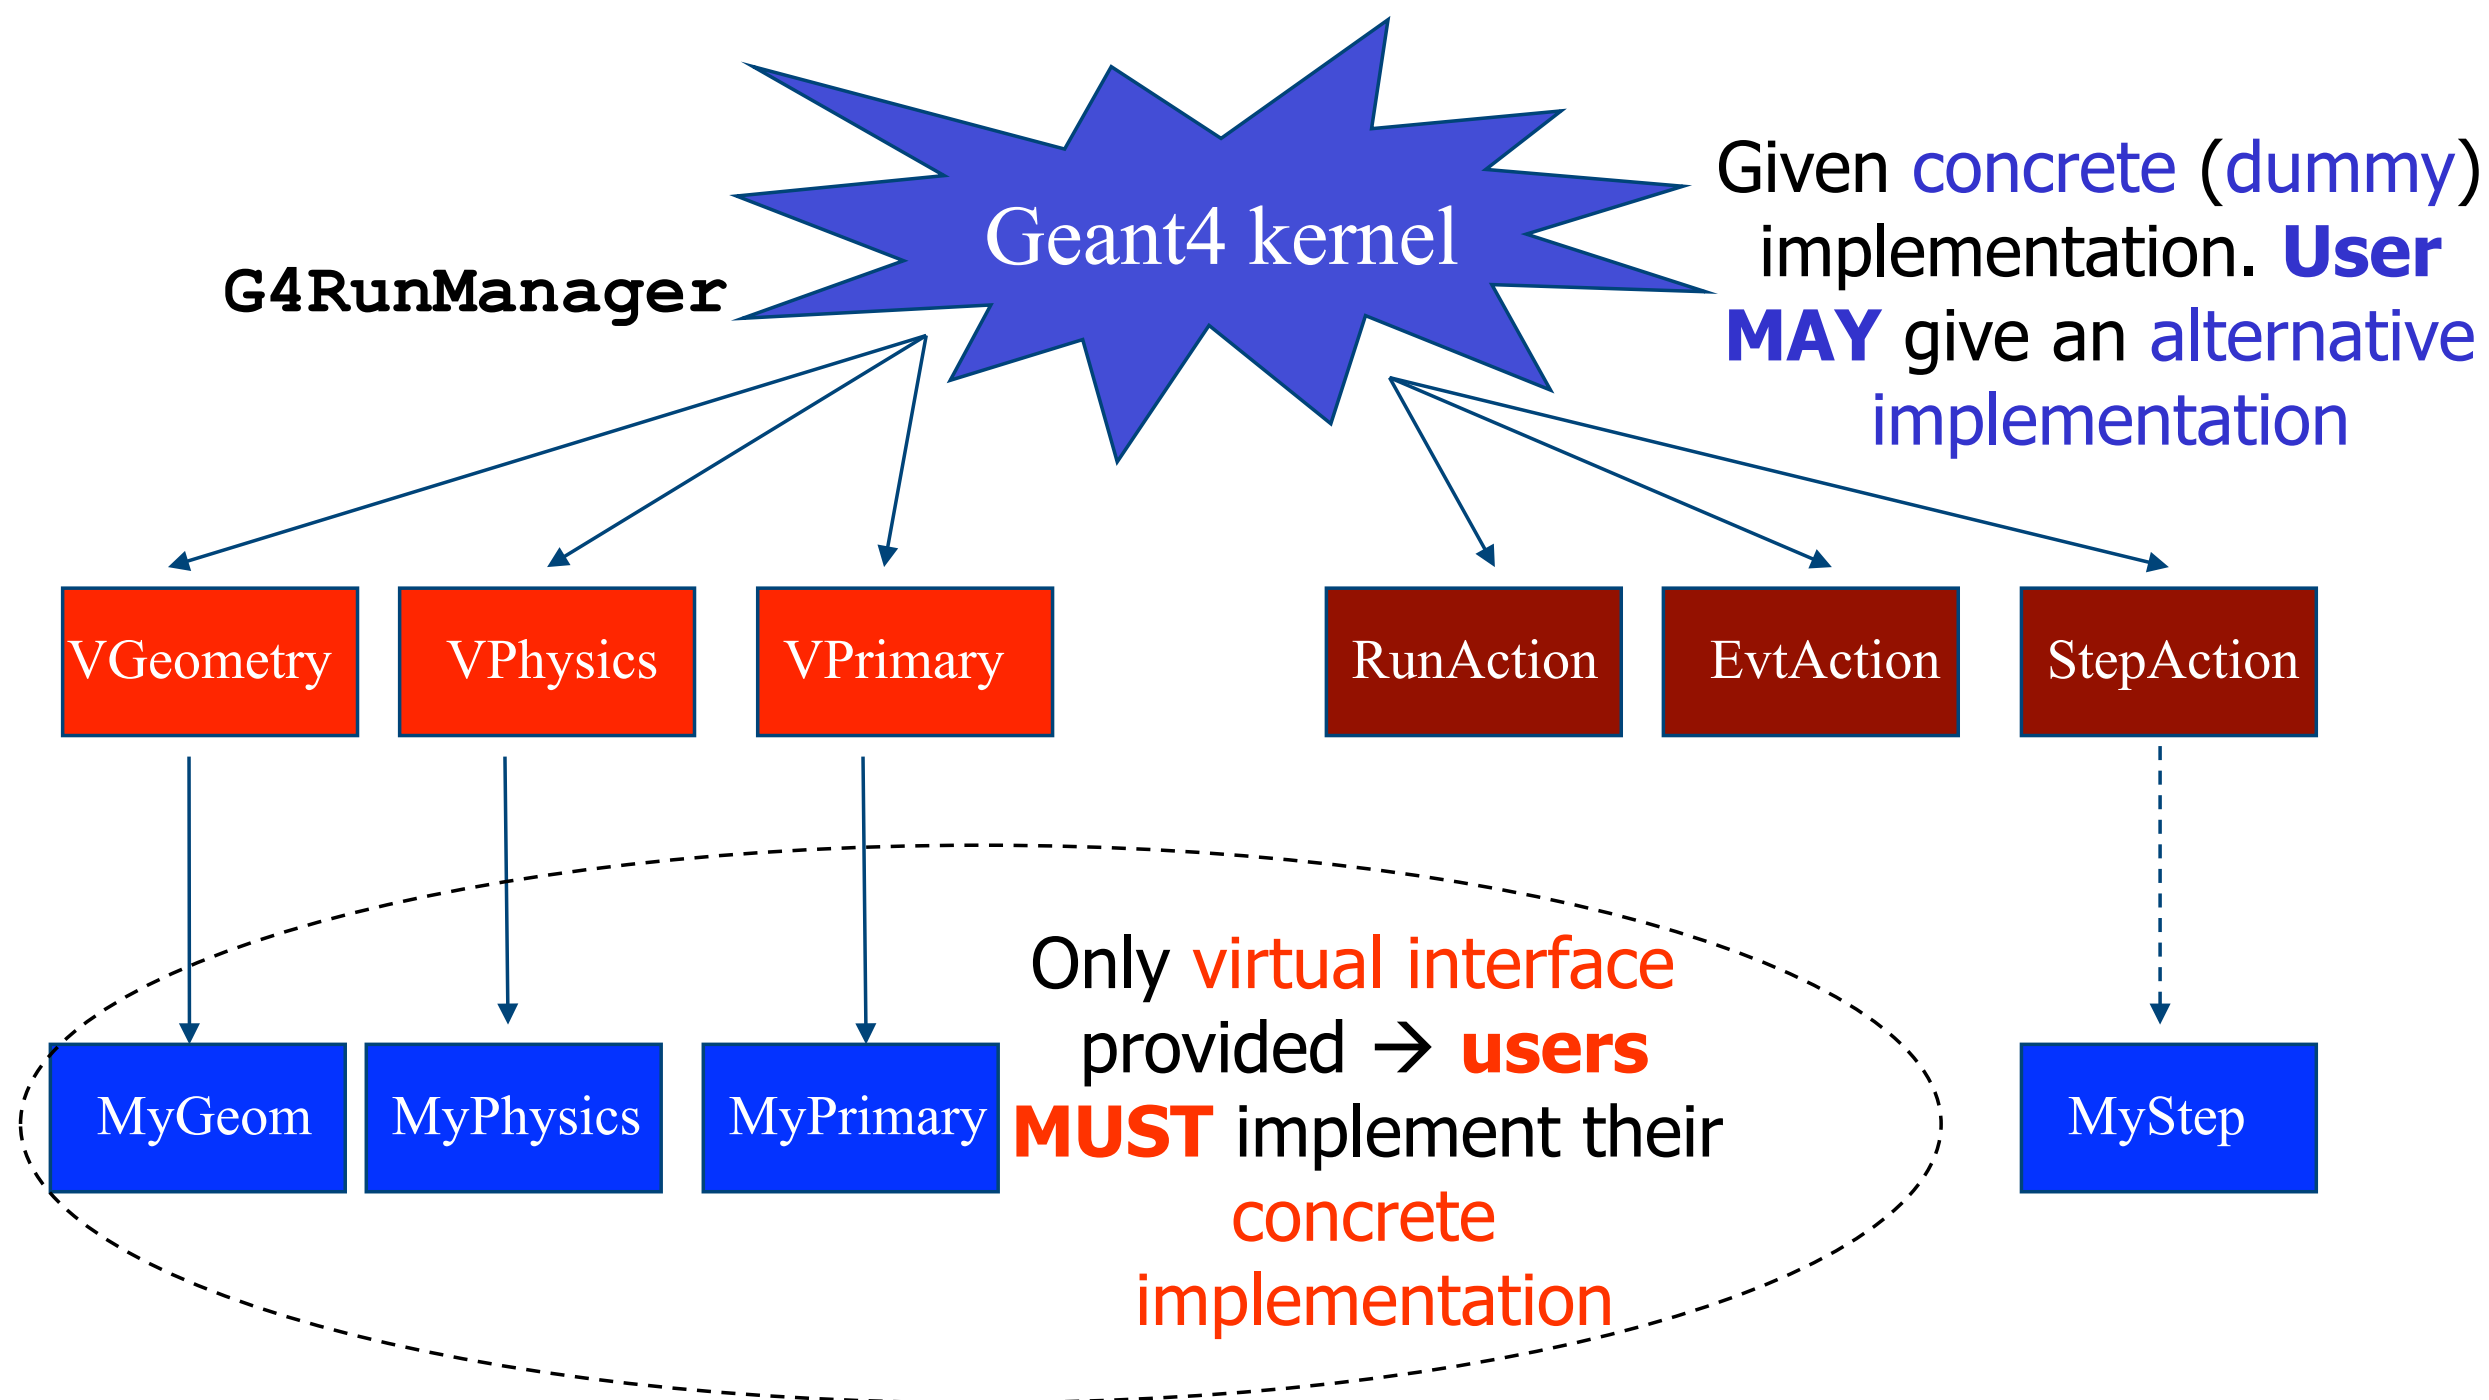 Geant4 kernel
G4RunManager
Given concrete (dummy)
implementation. User
MAY give an alternative
implementation
VGeometry
VPhysics
VPrimary
RunAction
EvtAction
StepAction
Only virtual interface
provided → users
MUST implement their
concrete
implementation
MyGeom
MyPhysics
MyPrimary
MyStep